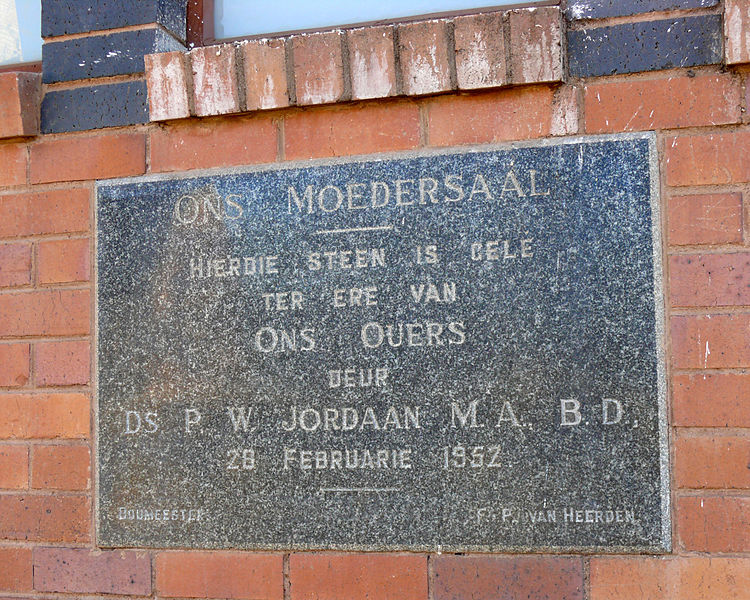 ONS MOEDERSAAL
HIERDIE STEEN IS GELE
TER ERE VAN
ONS OUERS
DEUR
DS P. W. JORDAAN M.A., B.D.,
28 FEBRUARIE 1952.
BOUMEESTER F. P. VAN HEERDEN.